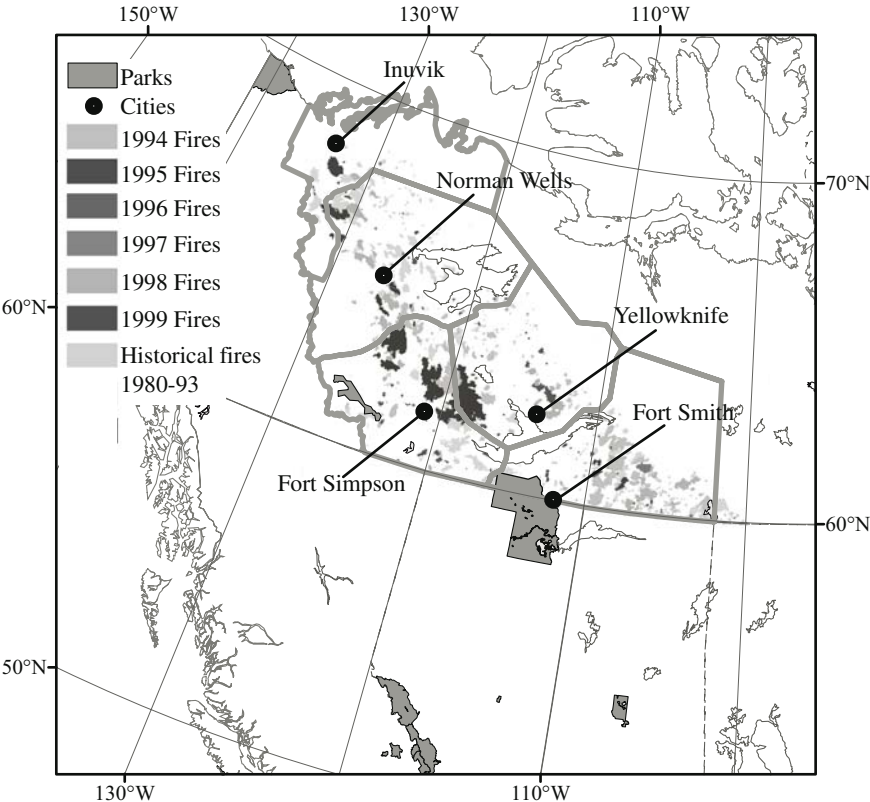 150°W
130°W
110°W
Parks
Cities
1994 Fires
1995 Fires
1996 Fires
1997 Fires
1998 Fires
1999 Fires
Historical fires
1980-93
Inuvik
Norman Wells
Yellowknife
Fort Smith
Fort Simpson
70°N
60°N
60°N
50°N
130°W
110°W